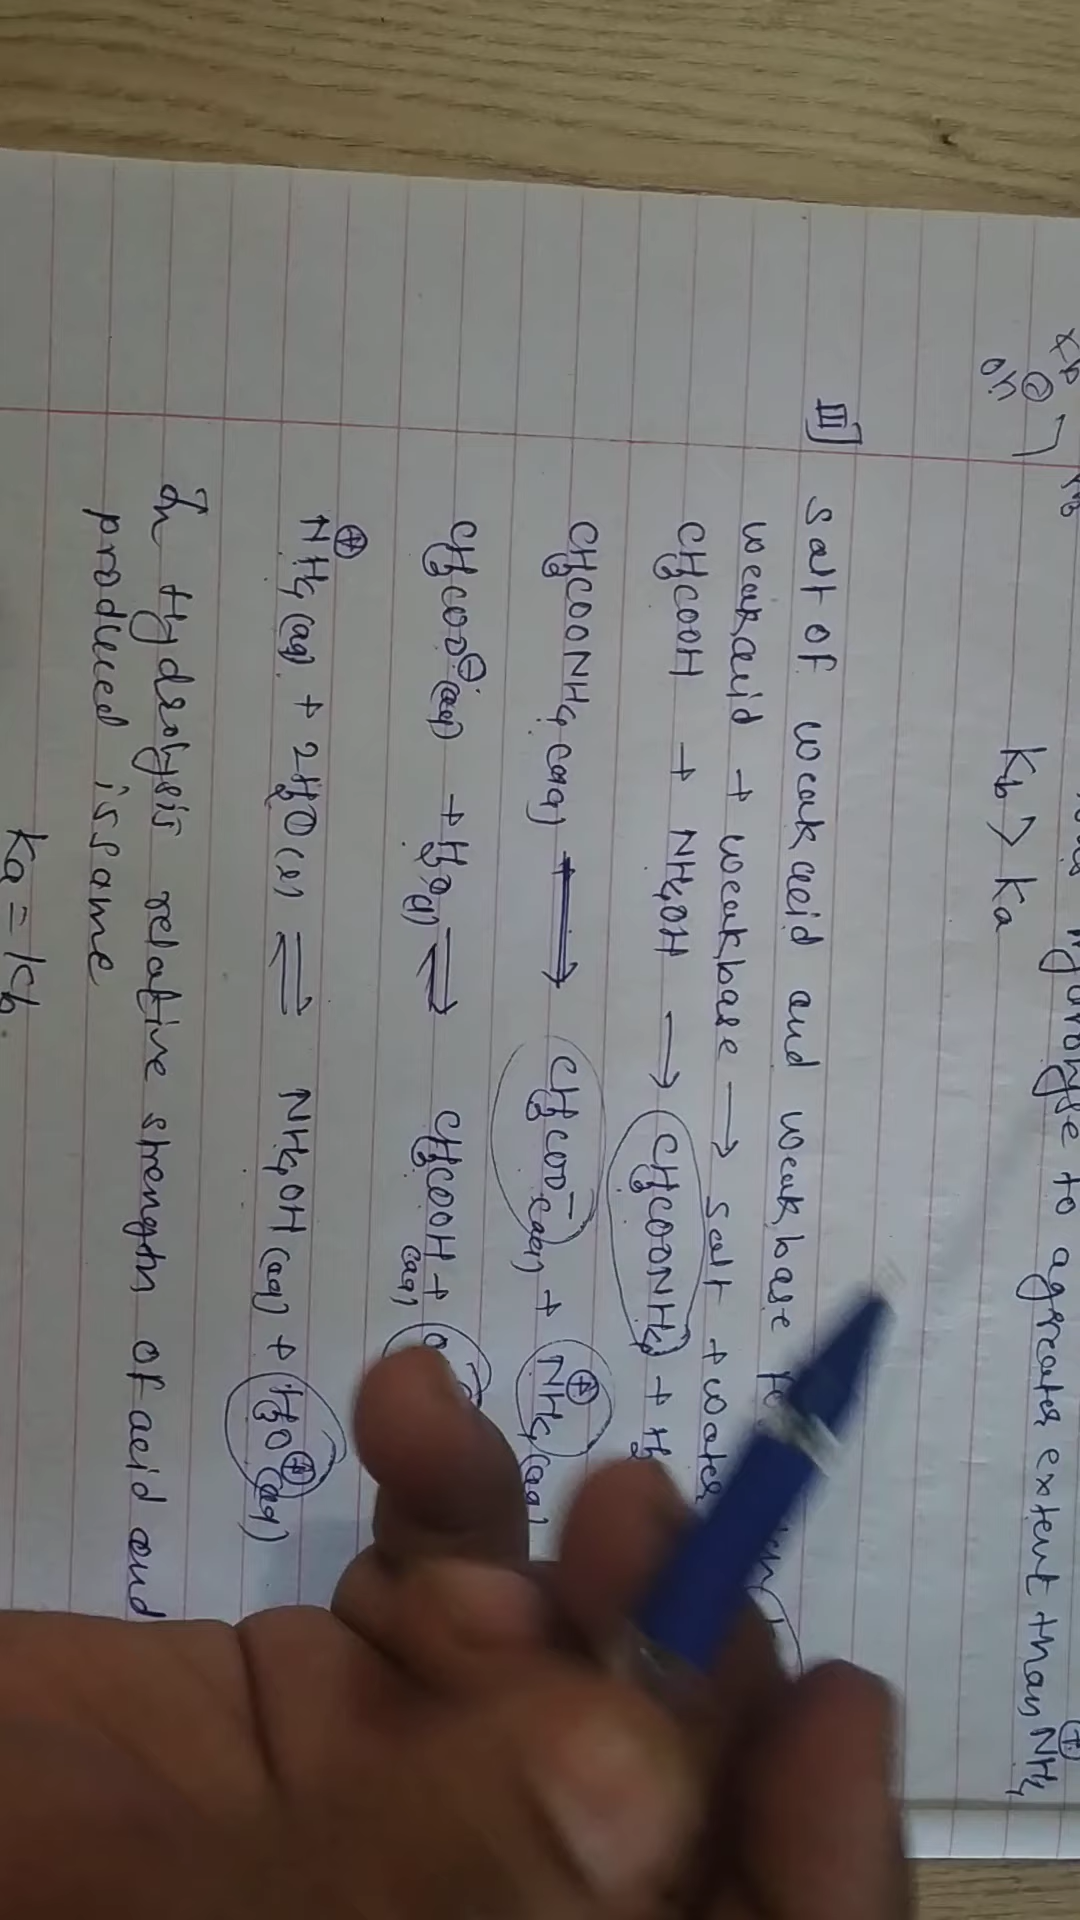 hydrolyse to a greater extent than NH4⊕
OH⊖
Kb > Ka
III] salt of weak acid and weak base
weak acid + weak base → salt + water
CH3COOH + NH4OH → CH3COONH4 + H2
CH3COONH4(aq) → CH3COO⁻(aq) + NH4⊕(aq)
CH3COO⊖(aq) + H2O(l) ⇌ CH3COOH(aq) +
NH4⊕(aq) + 2H2O(l) ⇌ NH4OH(aq) + H3O⊕(aq)
In Hydrolysis relative strength of acid and
produced is same
Ka = Kb.